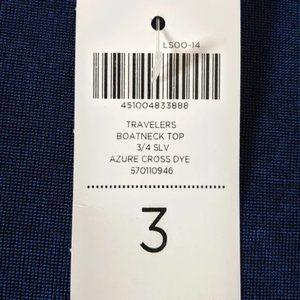 L500-14
451004833888
TRAVELERS
BOATNECK TOP
3/4 SLV
AZURE CROSS DYE
570110946
3